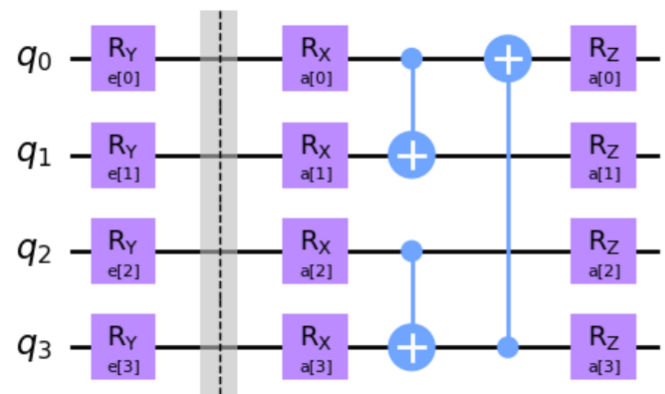 q0 RY e[0] RX a[0] RZ a[0]
q1 RY e[1] RX a[1] RZ a[1]
q2 RY e[2] RX a[2] RZ a[2]
q3 RY e[3] RX a[3] RZ a[3]